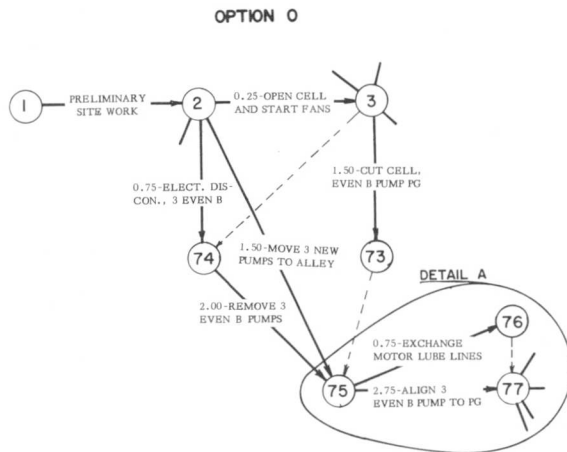 OPTION O
1
PRELIMINARY
SITE WORK
2
0.25-OPEN CELL
AND START FANS
3
0.75-ELECT. DIS-
CON., 3 EVEN B
1.50-CUT CELL,
EVEN B PUMP PG
74
1.50-MOVE 3 NEW
PUMPS TO ALLEY
73
DETAIL A
2.00-REMOVE 3
EVEN B PUMPS
76
0.75-EXCHANGE
MOTOR LUBE LINES
75
2.75-ALIGN 3
EVEN B PUMP TO PG
77